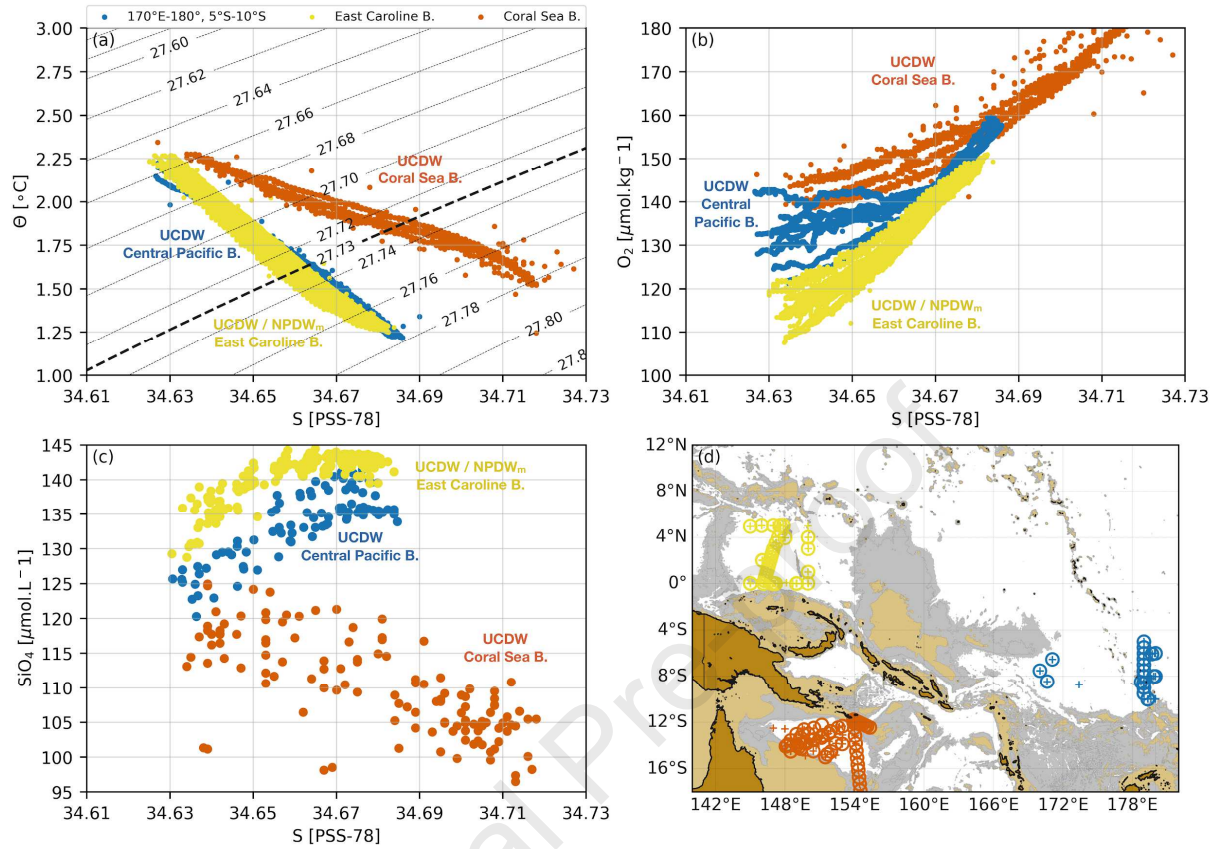 170°E-180°, 5°S-10°S East Caroline B. Coral Sea B.
(a)
3.00
2.75
2.50
2.25
2.00
1.75
1.50
1.25
1.00
Θ [∘C]
27.60
27.62
27.64
27.66
27.68
27.70
27.72
27.73
27.74
27.76
27.78
27.80
27.8
UCDW
Coral Sea B.
UCDW
Central Pacific B.
UCDW / NPDWm
East Caroline B.
34.61 34.63 34.65 34.67 34.69 34.71 34.73
S [PSS-78]
(b)
180
170
160
150
140
130
120
110
100
O2 [μmol.kg − 1]
UCDW
Coral Sea B.
UCDW
Central
Pacific B.
UCDW / NPDWm
East Caroline B.
34.61 34.63 34.65 34.67 34.69 34.71 34.73
S [PSS-78]
(c)
145
140
135
130
125
120
115
110
105
100
95
SiO4 [μmol.L − 1]
UCDW / NPDWm
East Caroline B.
UCDW
Central Pacific B.
UCDW
Coral Sea B.
34.61 34.63 34.65 34.67 34.69 34.71 34.73
S [PSS-78]
(d)
12°N
8°N
4°N
0°
4°S
8°S
12°S
16°S
142°E 148°E 154°E 160°E 166°E 172°E 178°E
al Pre-proof